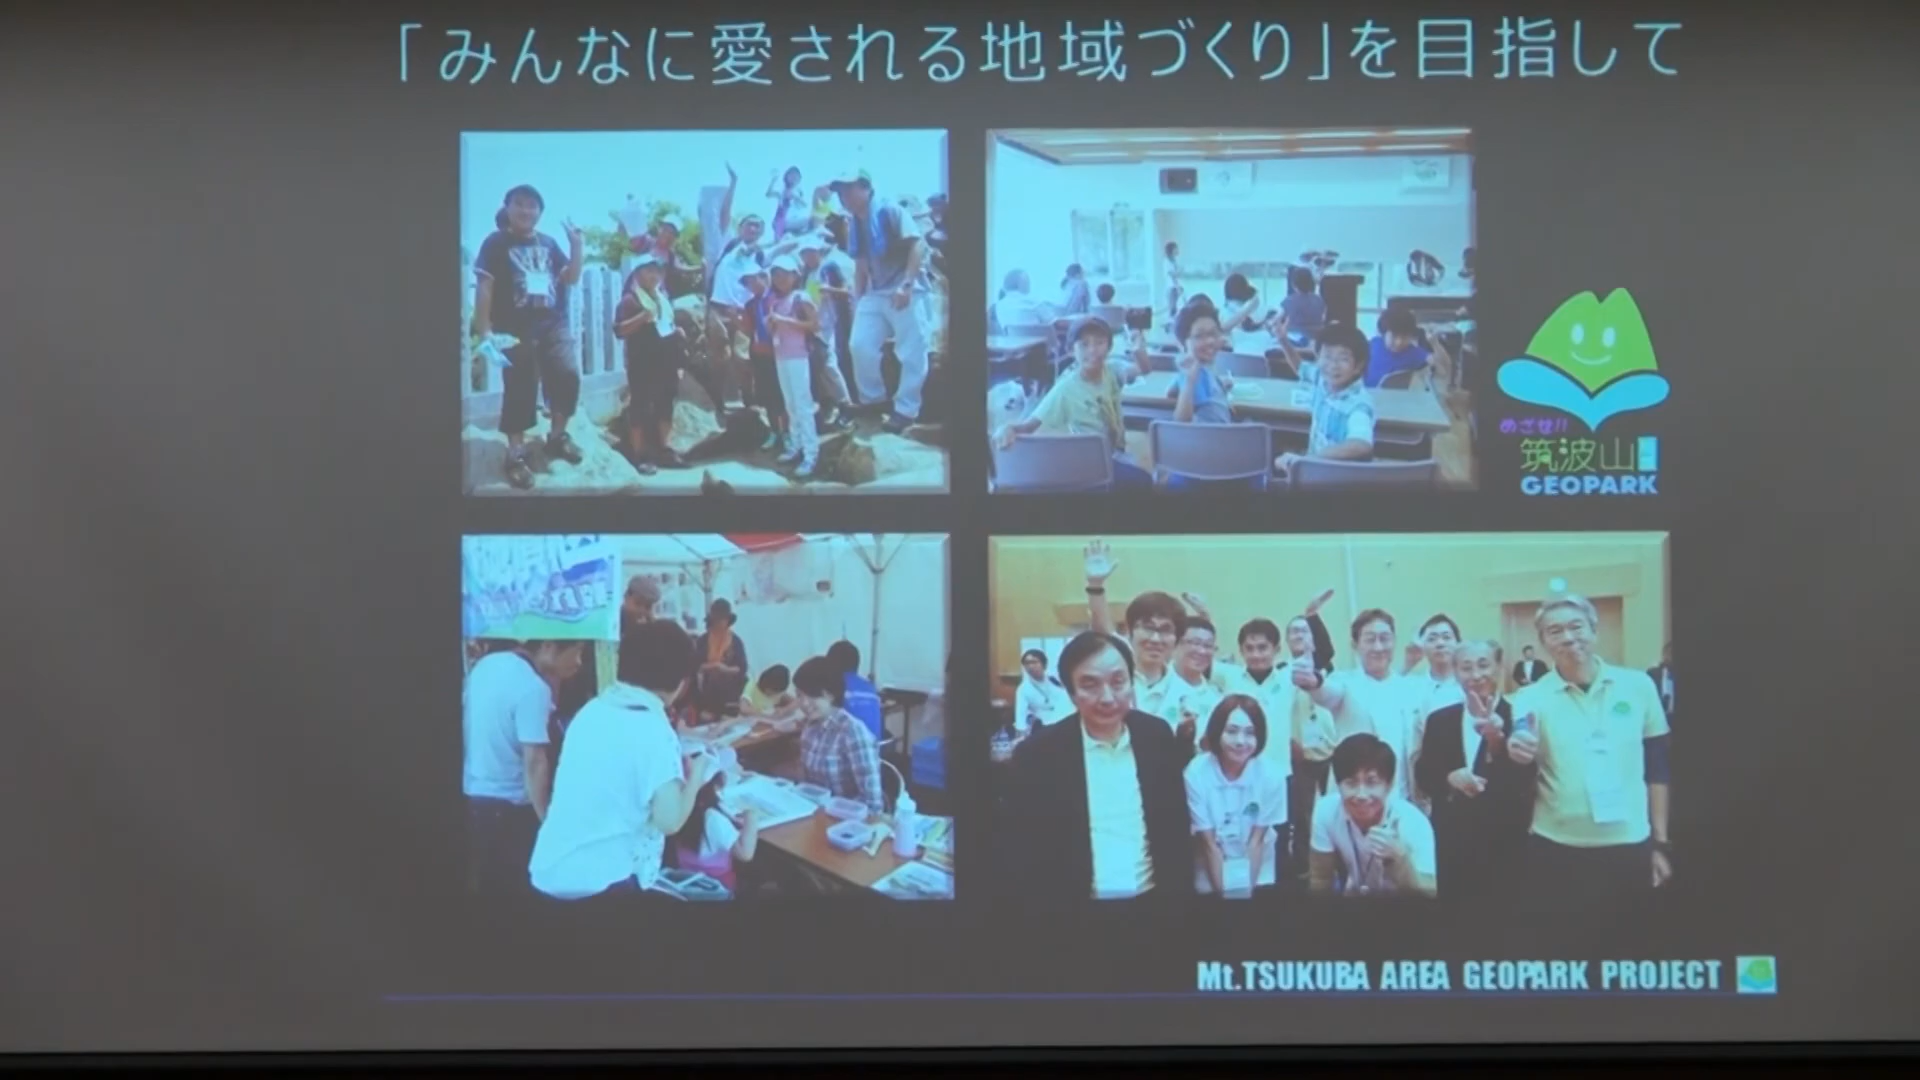 「みんなに愛される地域づくり」を目指して
めざせ!!
筑波山
GEOPARK
Mt.TSUKUBA AREA GEOPARK PROJECT